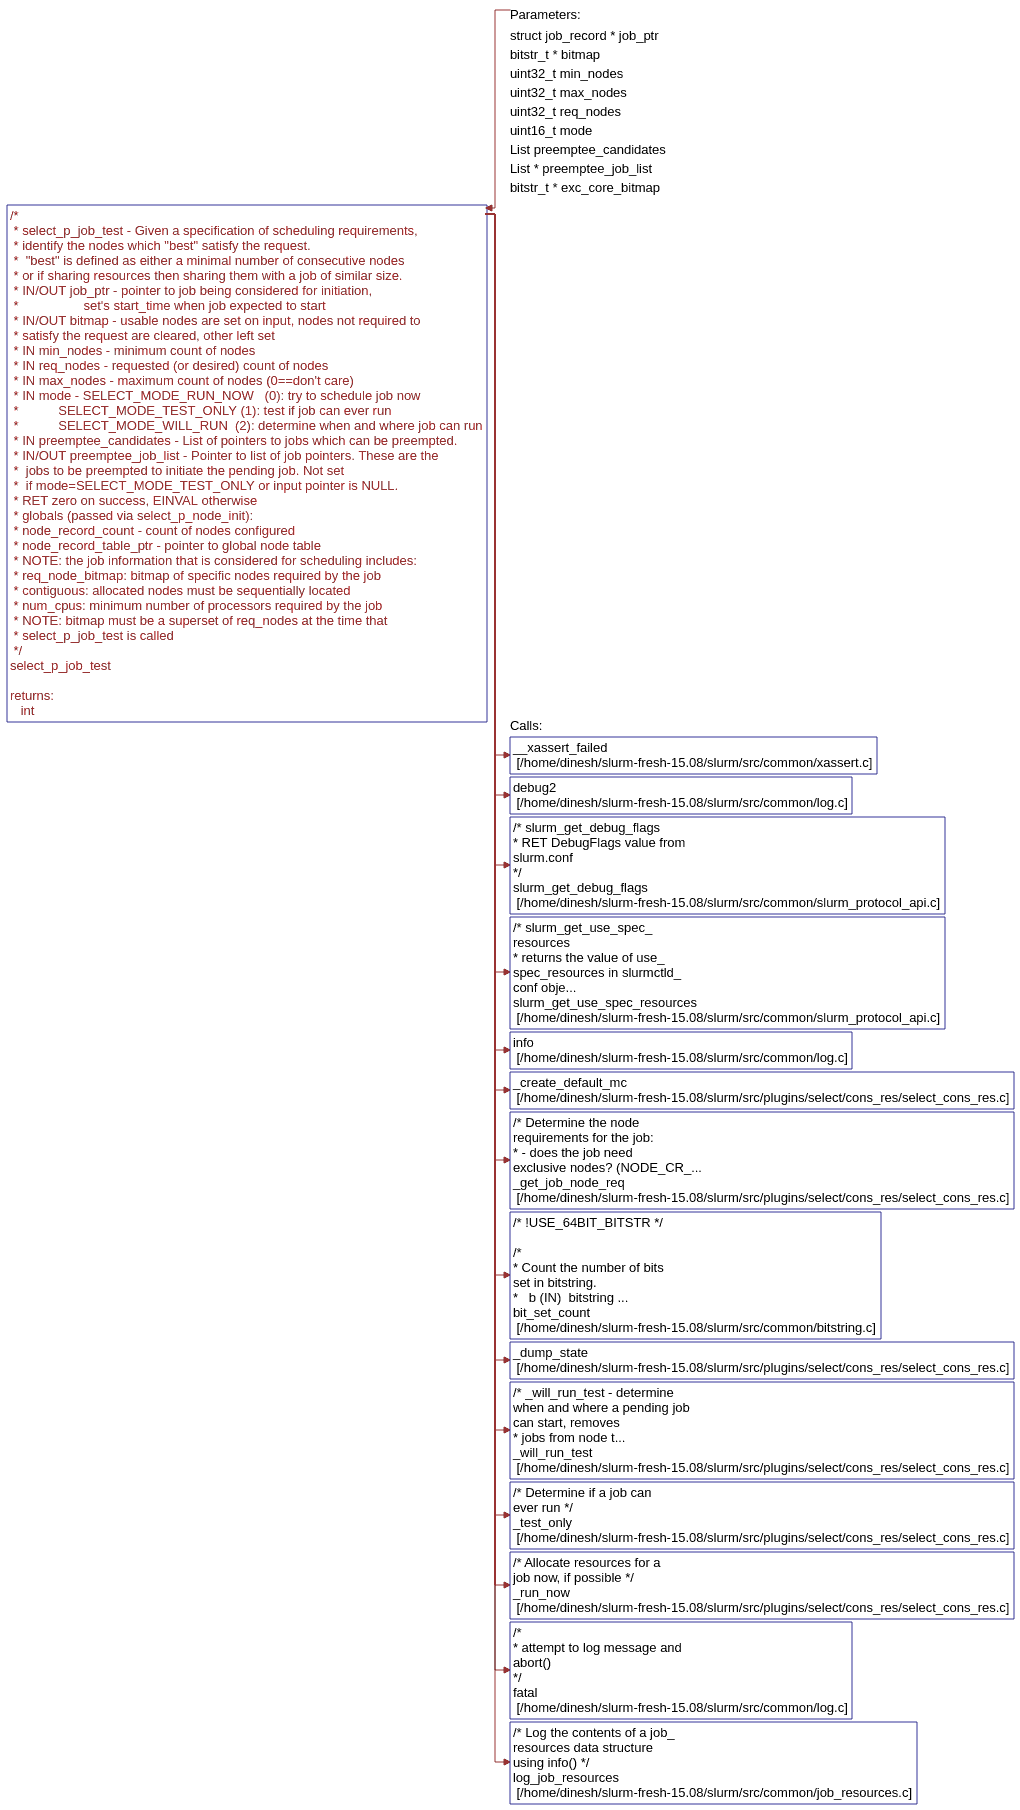 Parameters:
struct job_record * job_ptr
bitstr_t * bitmap
uint32_t min_nodes
uint32_t max_nodes
uint32_t req_nodes
uint16_t mode
List preemptee_candidates
List * preemptee_job_list
bitstr_t * exc_core_bitmap
/*
* select_p_job_test - Given a specification of scheduling requirements,
* identify the nodes which "best" satisfy the request.
*  "best" is defined as either a minimal number of consecutive nodes
* or if sharing resources then sharing them with a job of similar size.
* IN/OUT job_ptr - pointer to job being considered for initiation,
*                  set's start_time when job expected to start
* IN/OUT bitmap - usable nodes are set on input, nodes not required to
* satisfy the request are cleared, other left set
* IN min_nodes - minimum count of nodes
* IN req_nodes - requested (or desired) count of nodes
* IN max_nodes - maximum count of nodes (0==don't care)
* IN mode - SELECT_MODE_RUN_NOW   (0): try to schedule job now
*           SELECT_MODE_TEST_ONLY (1): test if job can ever run
*           SELECT_MODE_WILL_RUN  (2): determine when and where job can run
* IN preemptee_candidates - List of pointers to jobs which can be preempted.
* IN/OUT preemptee_job_list - Pointer to list of job pointers. These are the
*  jobs to be preempted to initiate the pending job. Not set
*  if mode=SELECT_MODE_TEST_ONLY or input pointer is NULL.
* RET zero on success, EINVAL otherwise
* globals (passed via select_p_node_init):
* node_record_count - count of nodes configured
* node_record_table_ptr - pointer to global node table
* NOTE: the job information that is considered for scheduling includes:
* req_node_bitmap: bitmap of specific nodes required by the job
* contiguous: allocated nodes must be sequentially located
* num_cpus: minimum number of processors required by the job
* NOTE: bitmap must be a superset of req_nodes at the time that
* select_p_job_test is called
*/
select_p_job_test
returns:
int
Calls:
__xassert_failed
[/home/dinesh/slurm-fresh-15.08/slurm/src/common/xassert.c]
debug2
[/home/dinesh/slurm-fresh-15.08/slurm/src/common/log.c]
/* slurm_get_debug_flags
* RET DebugFlags value from
slurm.conf
*/
slurm_get_debug_flags
[/home/dinesh/slurm-fresh-15.08/slurm/src/common/slurm_protocol_api.c]
/* slurm_get_use_spec_
resources
* returns the value of use_
spec_resources in slurmctld_
conf obje...
slurm_get_use_spec_resources
[/home/dinesh/slurm-fresh-15.08/slurm/src/common/slurm_protocol_api.c]
info
[/home/dinesh/slurm-fresh-15.08/slurm/src/common/log.c]
_create_default_mc
[/home/dinesh/slurm-fresh-15.08/slurm/src/plugins/select/cons_res/select_cons_res.c]
/* Determine the node
requirements for the job:
* - does the job need
exclusive nodes? (NODE_CR_...
_get_job_node_req
[/home/dinesh/slurm-fresh-15.08/slurm/src/plugins/select/cons_res/select_cons_res.c]
/* !USE_64BIT_BITSTR */
/*
* Count the number of bits
set in bitstring.
*   b (IN)  bitstring ...
bit_set_count
[/home/dinesh/slurm-fresh-15.08/slurm/src/common/bitstring.c]
_dump_state
[/home/dinesh/slurm-fresh-15.08/slurm/src/plugins/select/cons_res/select_cons_res.c]
/* _will_run_test - determine
when and where a pending job
can start, removes
* jobs from node t...
_will_run_test
[/home/dinesh/slurm-fresh-15.08/slurm/src/plugins/select/cons_res/select_cons_res.c]
/* Determine if a job can
ever run */
_test_only
[/home/dinesh/slurm-fresh-15.08/slurm/src/plugins/select/cons_res/select_cons_res.c]
/* Allocate resources for a
job now, if possible */
_run_now
[/home/dinesh/slurm-fresh-15.08/slurm/src/plugins/select/cons_res/select_cons_res.c]
/*
* attempt to log message and
abort()
*/
fatal
[/home/dinesh/slurm-fresh-15.08/slurm/src/common/log.c]
/* Log the contents of a job_
resources data structure
using info() */
log_job_resources
[/home/dinesh/slurm-fresh-15.08/slurm/src/common/job_resources.c]